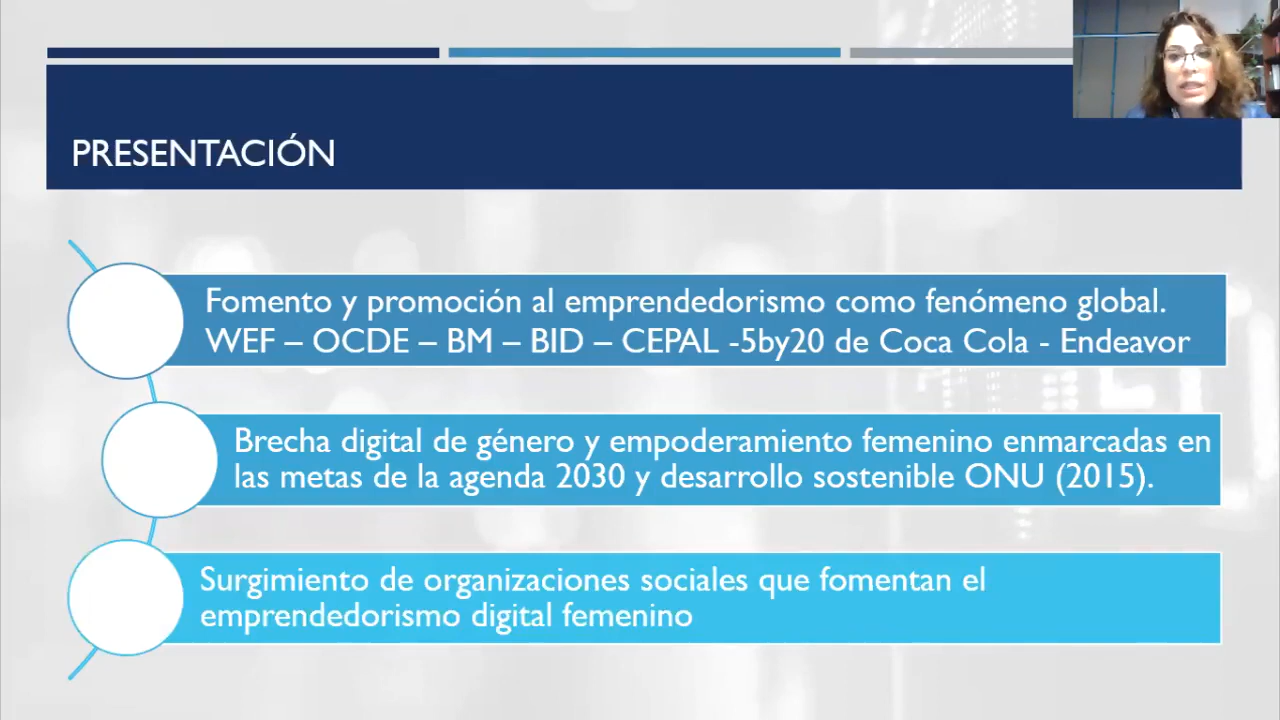 PRESENTACIÓN
Fomento y promoción al emprendedorismo como fenómeno global.
WEF – OCDE – BM – BID – CEPAL -5by20 de Coca Cola - Endeavor
Brecha digital de género y empoderamiento femenino enmarcadas en
las metas de la agenda 2030 y desarrollo sostenible ONU (2015).
Surgimiento de organizaciones sociales que fomentan el
emprendedorismo digital femenino